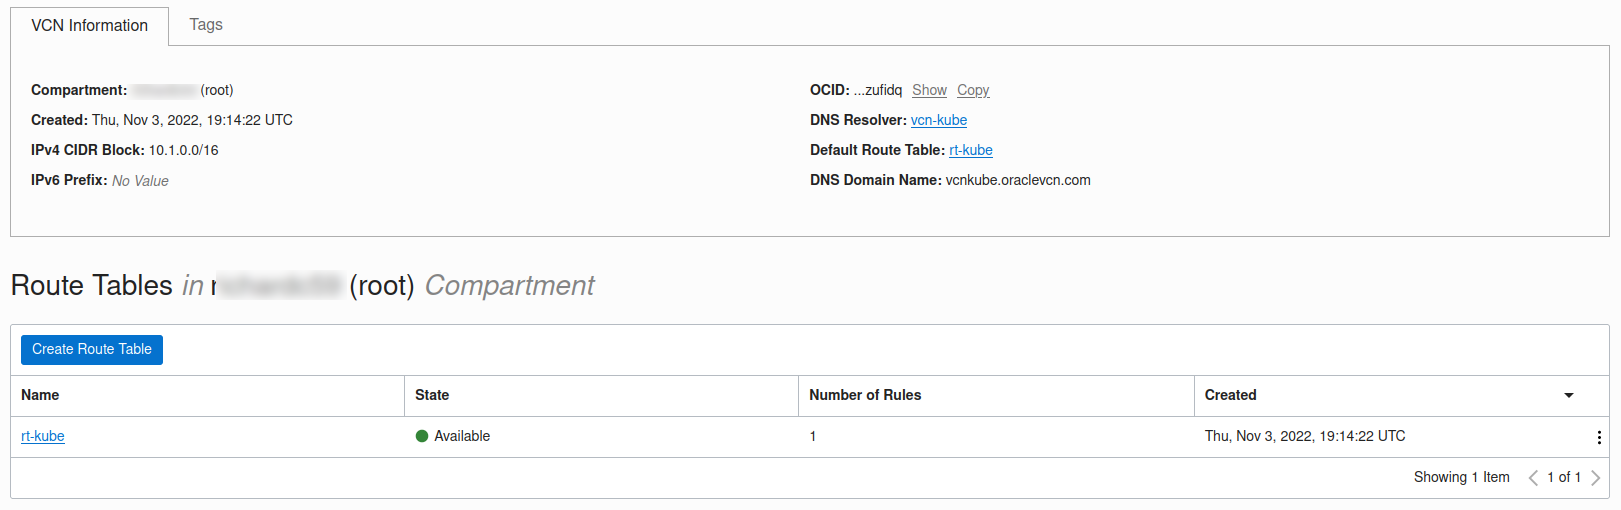 VCN Information
Tags
Compartment: (root)
Created: Thu, Nov 3, 2022, 19:14:22 UTC
IPv4 CIDR Block: 10.1.0.0/16
IPv6 Prefix: No Value
OCID: ...zufidq Show Copy
DNS Resolver: vcn-kube
Default Route Table: rt-kube
DNS Domain Name: vcnkube.oraclevcn.com
Route Tables in (root) Compartment
Create Route Table
Name State Number of Rules Created
rt-kube Available 1 Thu, Nov 3, 2022, 19:14:22 UTC
Showing 1 Item 1 of 1